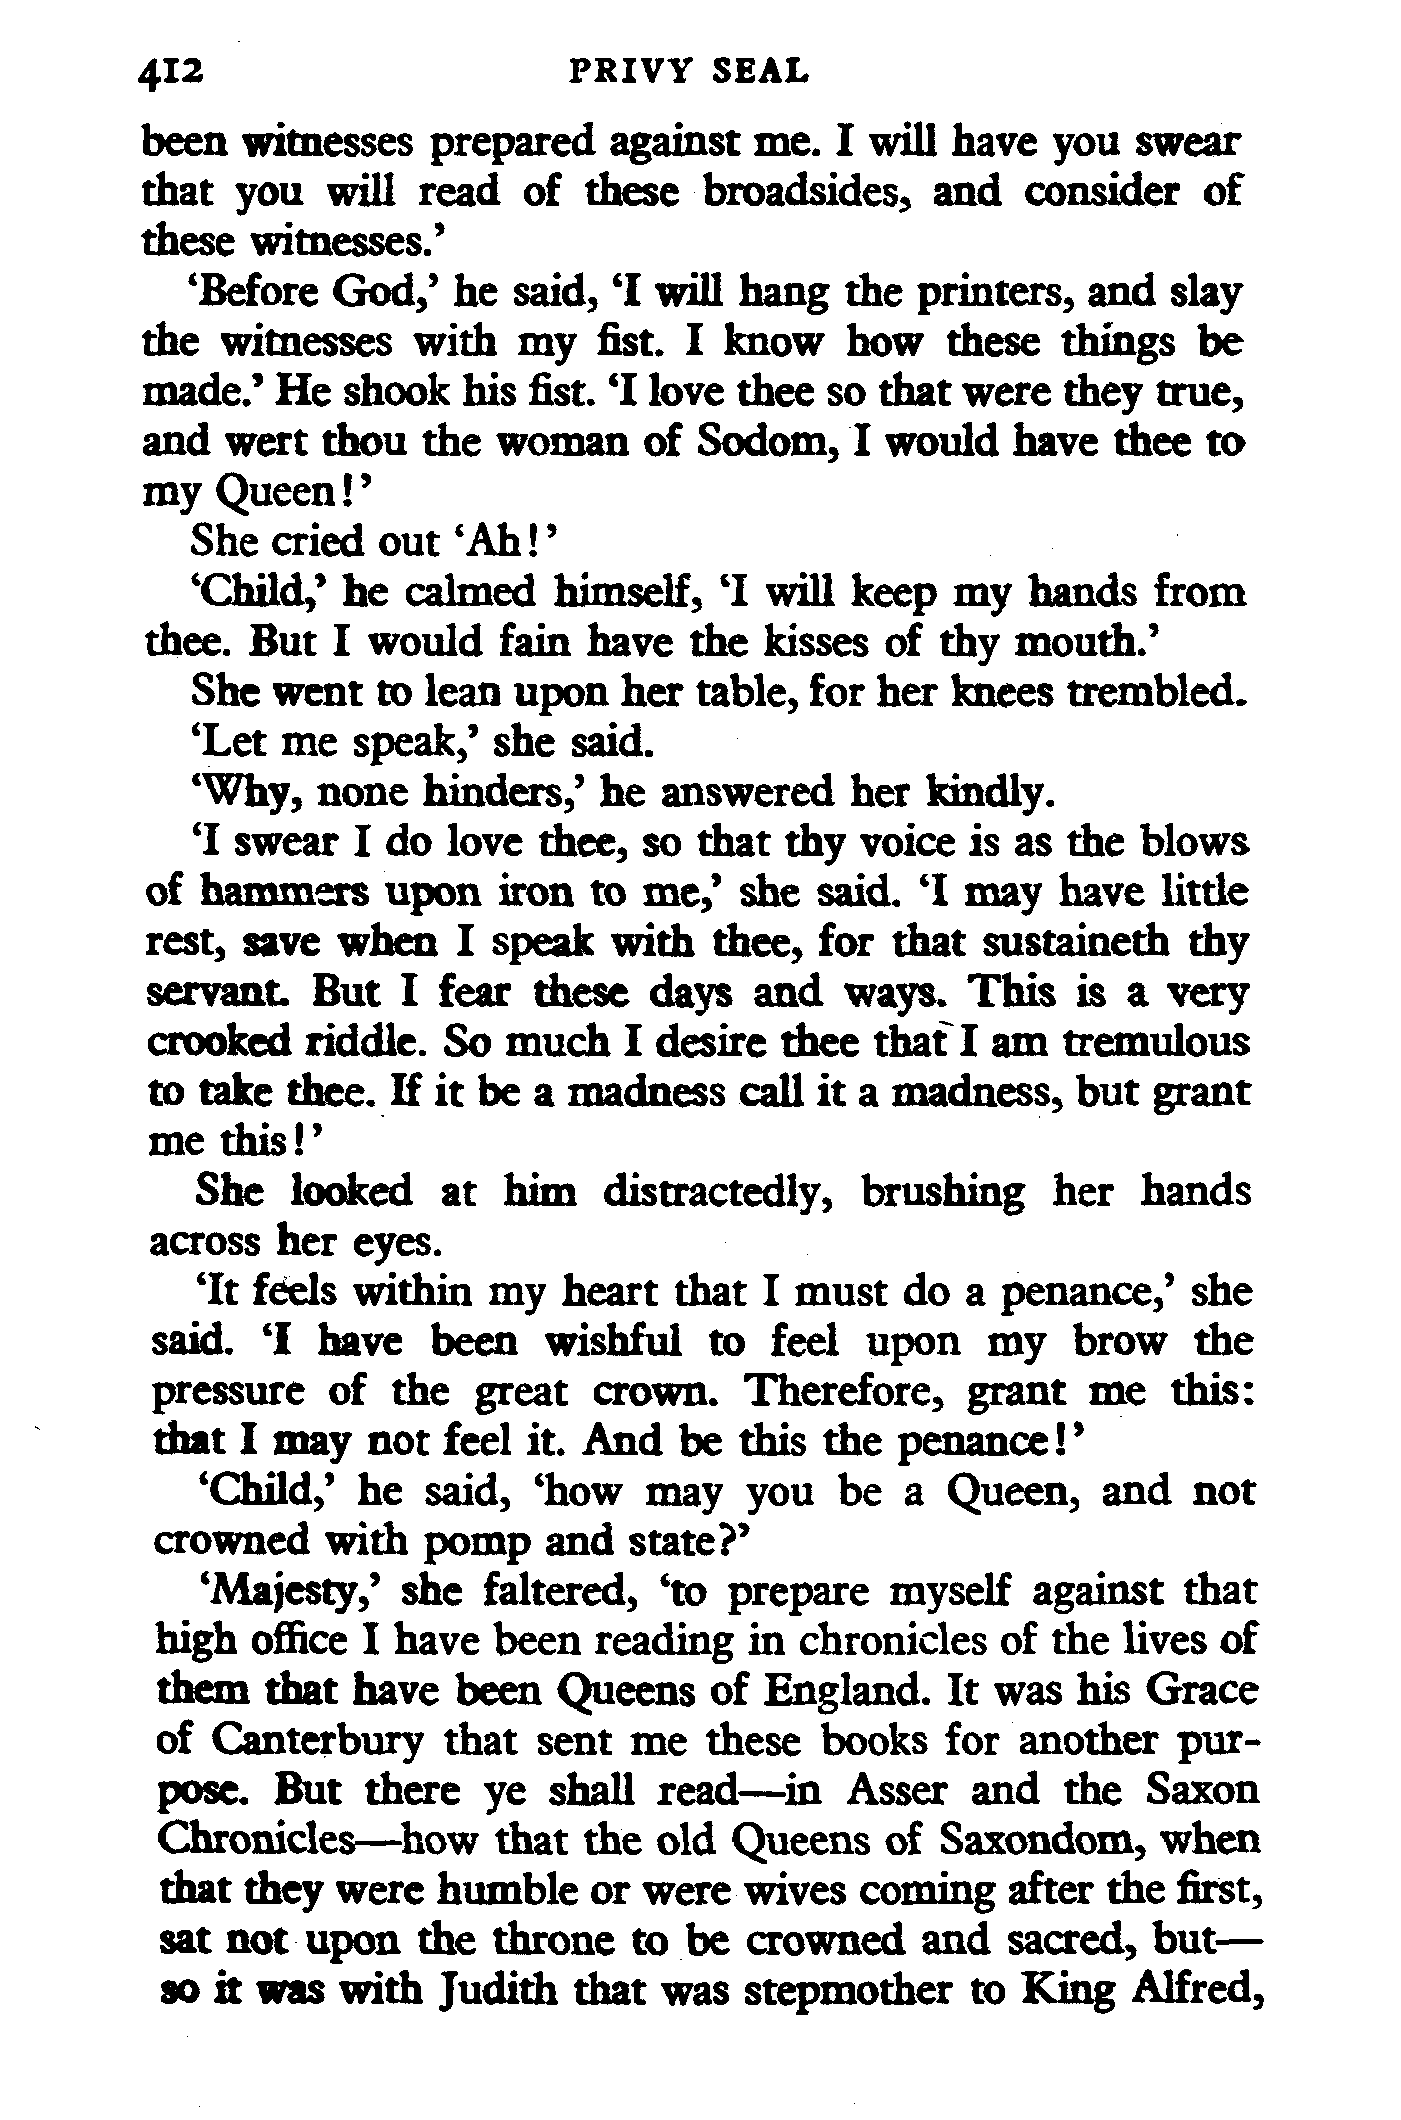 412 PRIVY SEAL
been witnesses prepared against me. I will have you swear
that you will read of these broadsides, and consider of
these witnesses.’
‘Before God,’ he said, ‘I will hang the printers, and slay
the witnesses with my fist. I know how these things be
made.’ He shook his fist. ‘I love thee so that were they true,
and wert thou the woman of Sodom, I would have thee to
my Queen!’
She cried out ‘Ah!’
‘Child,’ he calmed himself, ‘I will keep my hands from
thee. But I would fain have the kisses of thy mouth.’
She went to lean upon her table, for her knees trembled.
‘Let me speak,’ she said.
‘Why, none hinders,’ he answered her kindly.
‘I swear I do love thee, so that thy voice is as the blows
of hammers upon iron to me,’ she said. ‘I may have little
rest, save when I speak with thee, for that sustaineth thy
servant. But I fear these days and ways. This is a very
crooked riddle. So much I desire thee that I am tremulous
to take thee. If it be a madness call it a madness, but grant
me this!’
She looked at him distractedly, brushing her hands
across her eyes.
‘It feels within my heart that I must do a penance,’ she
said. ‘I have been wishful to feel upon my brow the
pressure of the great crown. Therefore, grant me this:
that I may not feel it. And be this the penance!’
‘Child,’ he said, ‘how may you be a Queen, and not
crowned with pomp and state?’
‘Majesty,’ she faltered, ‘to prepare myself against that
high office I have been reading in chronicles of the lives of
them that have been Queens of England. It was his Grace
of Canterbury that sent me these books for another pur-
pose. But there ye shall read—in Asser and the Saxon
Chronicles—how that the old Queens of Saxondom, when
that they were humble or were wives coming after the first,
sat not upon the throne to be crowned and sacred, but—
so it was with Judith that was stepmother to King Alfred,